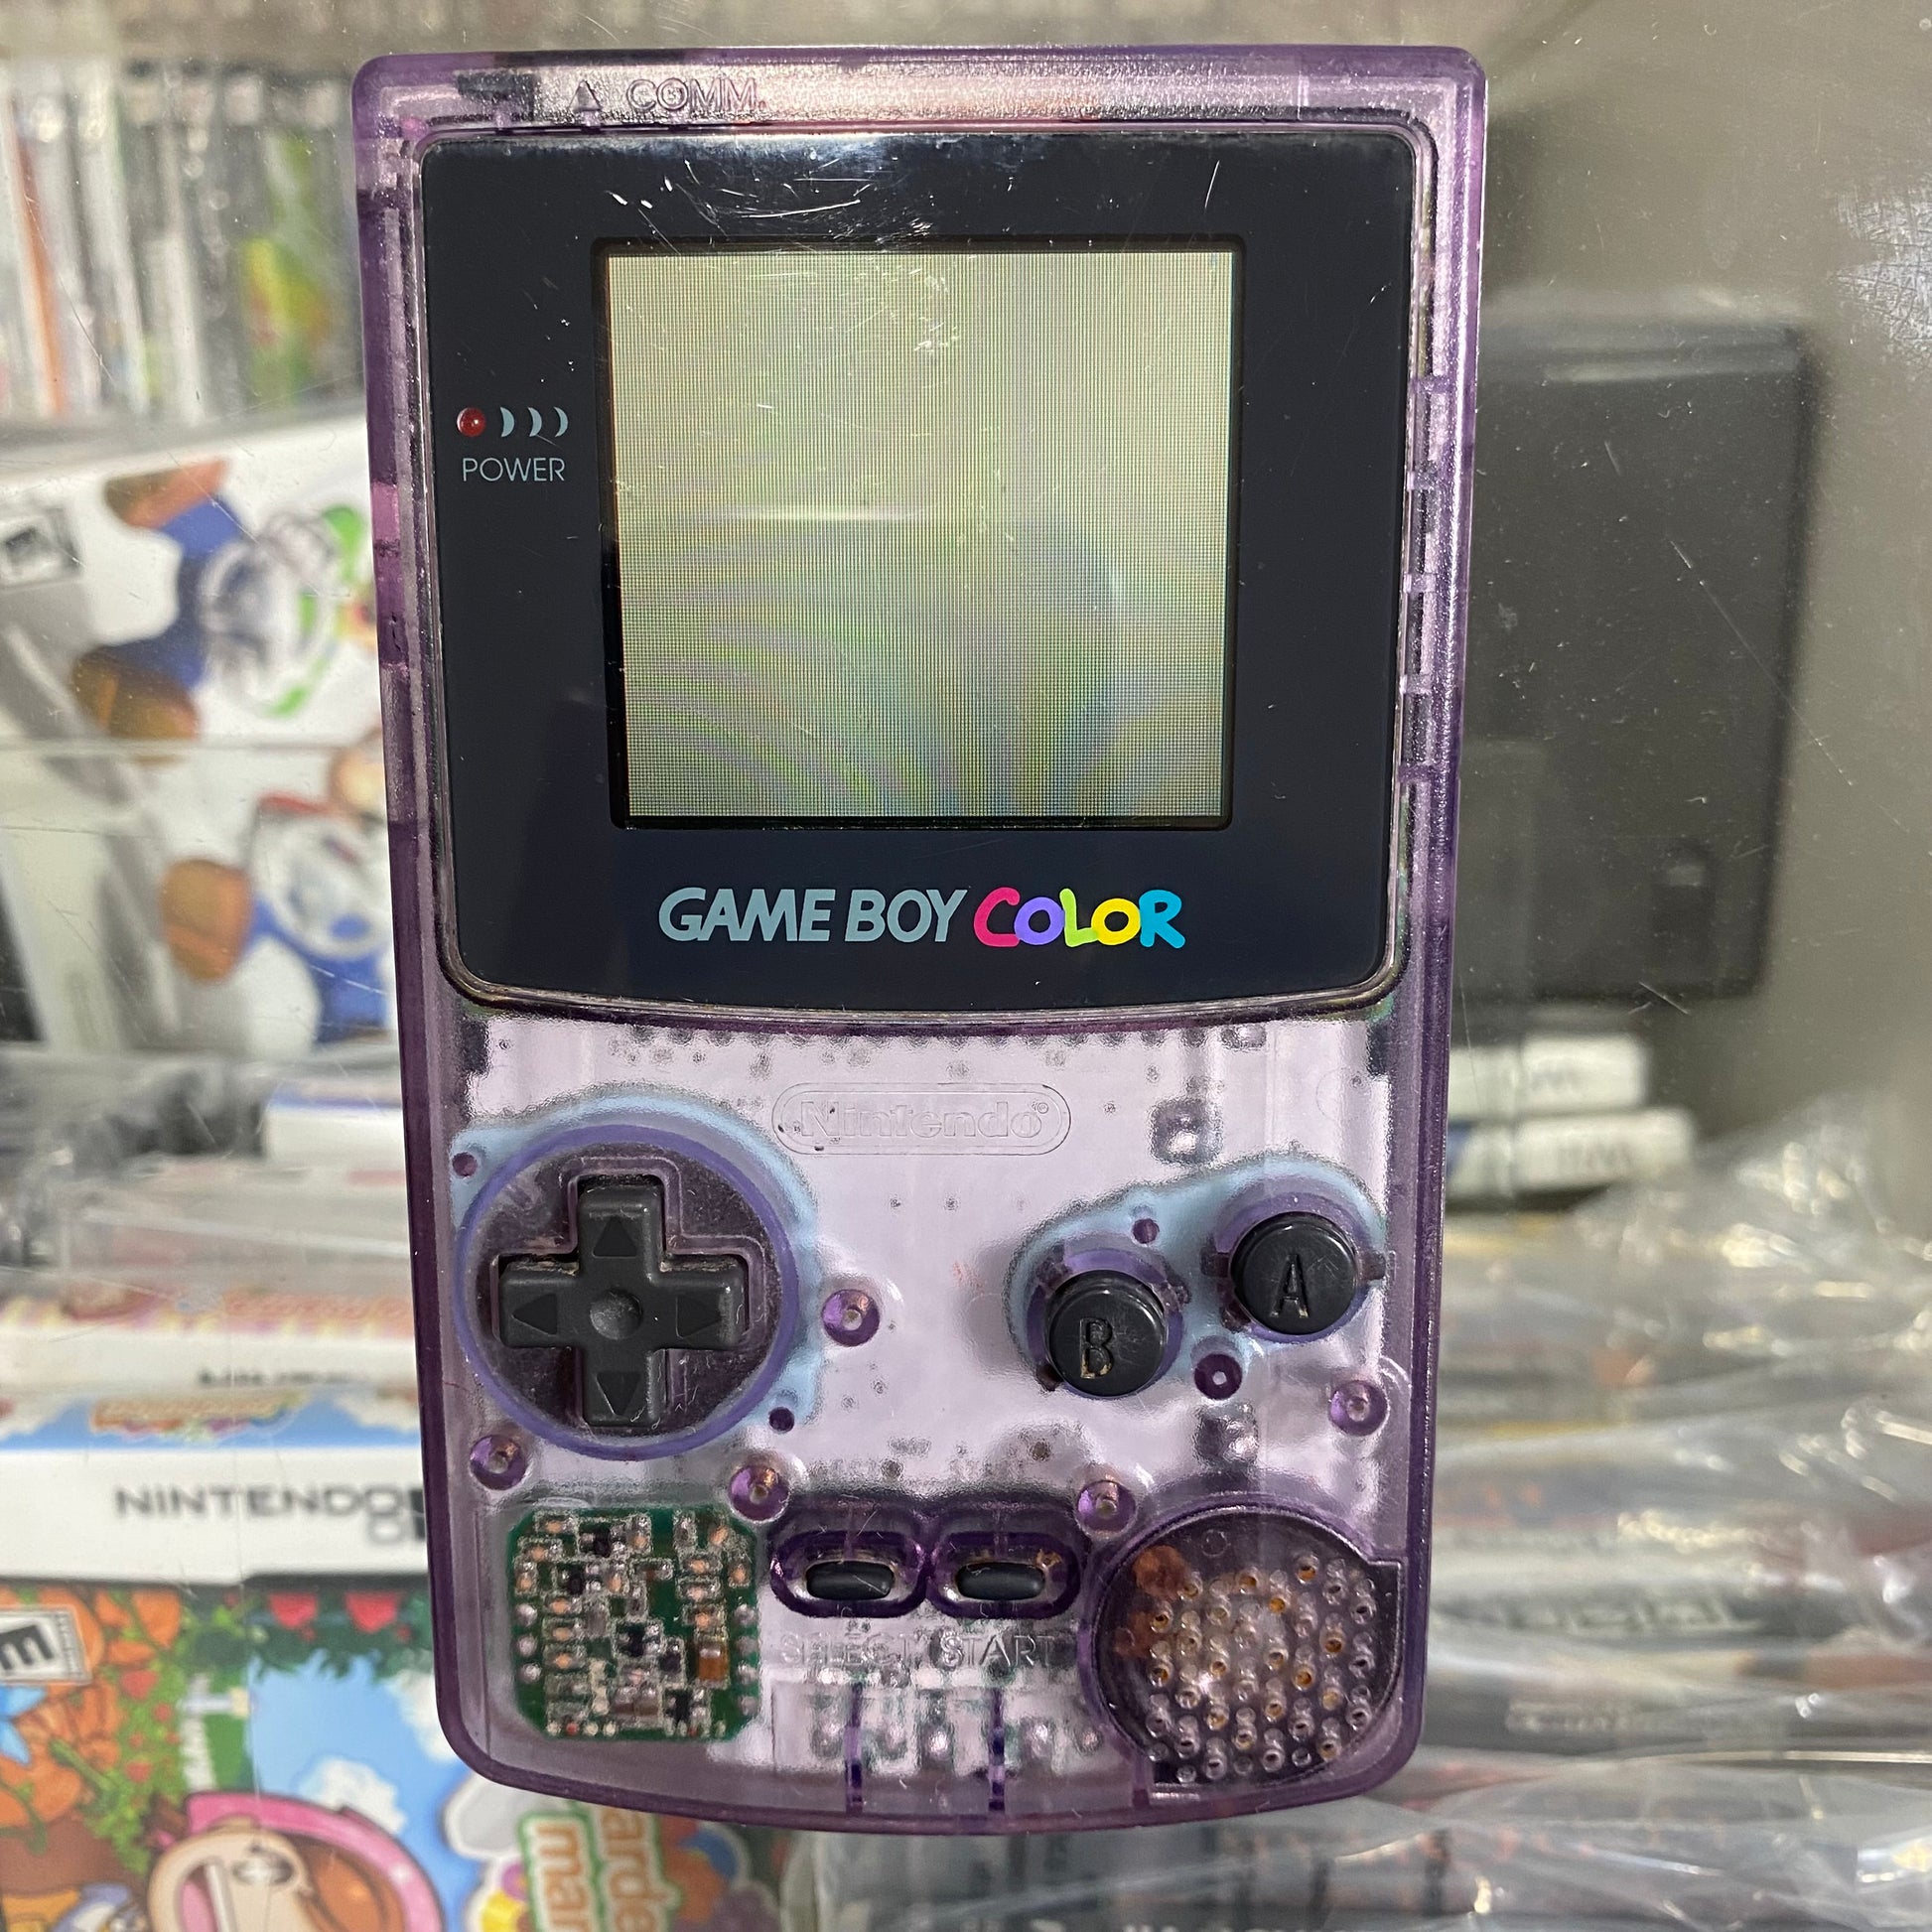 COMM.
POWER
GAME BOY COLOR
Nintendo®
A
B
SELECT START
NINTENDO
E